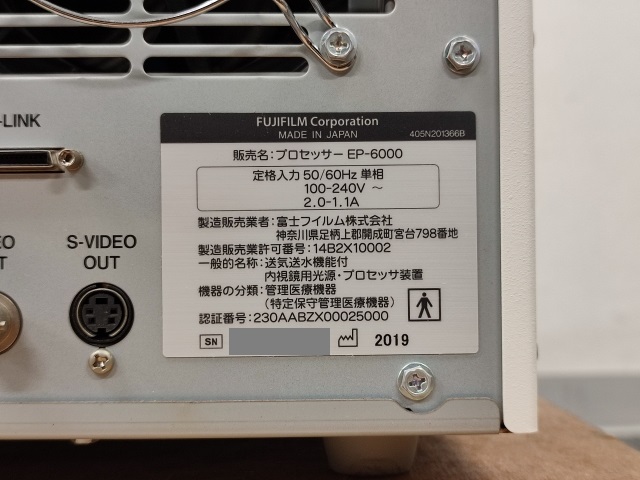 -LINK
S-VIDEO
OUT
FUJIFILM Corporation
MADE IN JAPAN 405N201366B
販売名：プロセッサー EP-6000
定格入力 50/60Hz 単相
100-240V ～
2.0-1.1A
製造販売業者：富士フイルム株式会社
神奈川県足柄上郡開成町宮台798番地
製造販売業許可番号：14B2X10002
一般的名称：送気送水機能付
内視鏡用光源・プロセッサ装置
機器の分類：管理医療機器
（特定保守管理医療機器）
認証番号：230AABZX00025000
SN 2019